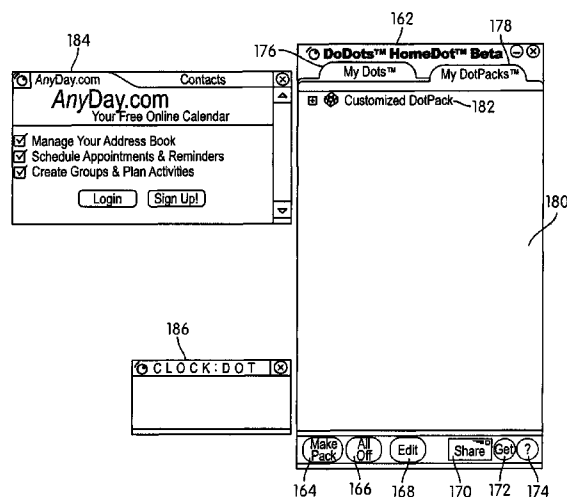 184
AnyDay.com Contacts
AnyDay.com
Your Free Online Calendar
Manage Your Address Book
Schedule Appointments & Reminders
Create Groups & Plan Activities
Login Sign Up!
186
CLOCK:DOT
162
178
176
DoDots™ HomeDot™ Beta
My Dots™ My DotPacks™
Customized DotPack 182
180
Make Pack
All Off
Edit
Share
Get
?
164 166 168 170 172 174